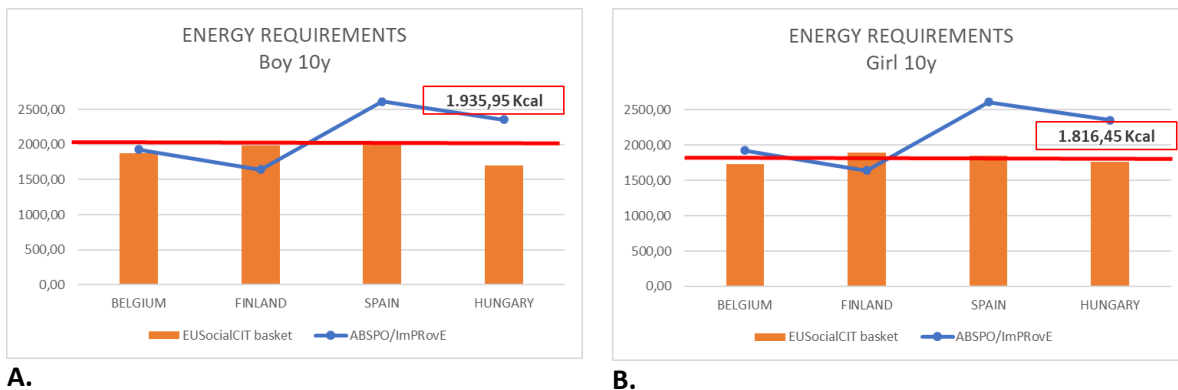 ENERGY REQUIREMENTS
Boy 10y
1.935,95 Kcal
2500,00
2000,00
1500,00
1000,00
500,00
0,00
BELGIUM FINLAND SPAIN HUNGARY
EUSocialCIT basket ABSPO/ImPRovE
A.
ENERGY REQUIREMENTS
Girl 10y
2500,00
1.816,45 Kcal
2000,00
1500,00
1000,00
500,00
0,00
BELGIUM FINLAND SPAIN HUNGARY
EUSocialCIT basket ABSPO/ImPRovE
B.